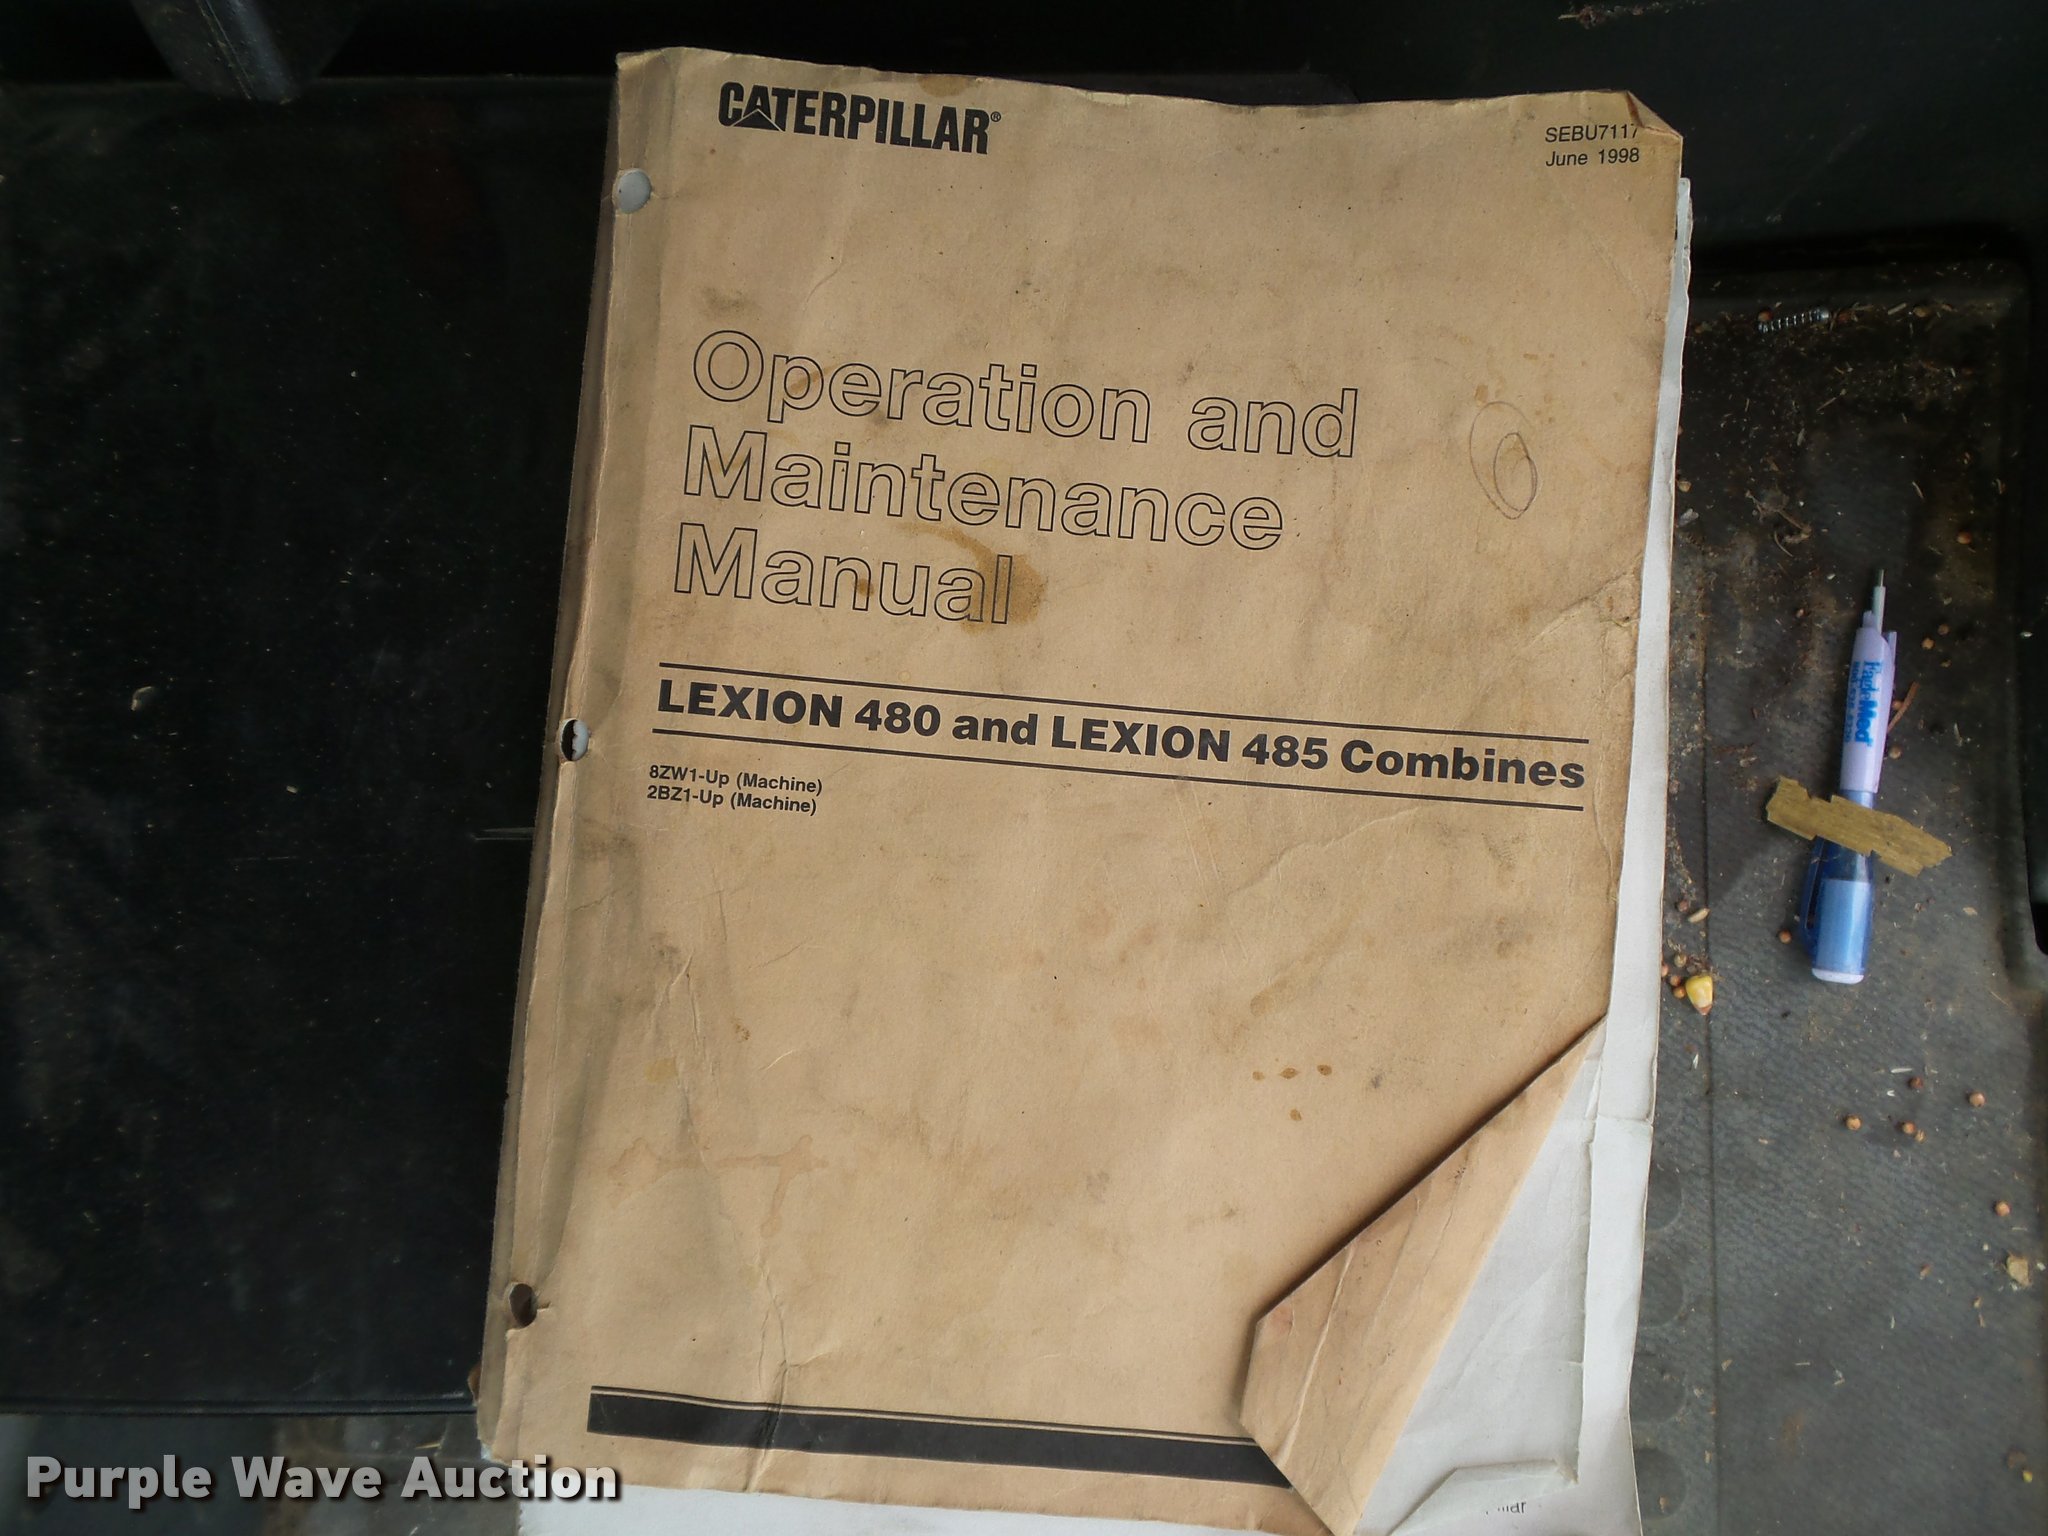 CATERPILLAR®
SEBU7117
June 1998
Operation and
Maintenance
Manual
LEXION 480 and LEXION 485 Combines
8ZW1-Up (Machine)
2BZ1-Up (Machine)
Purple Wave Auction